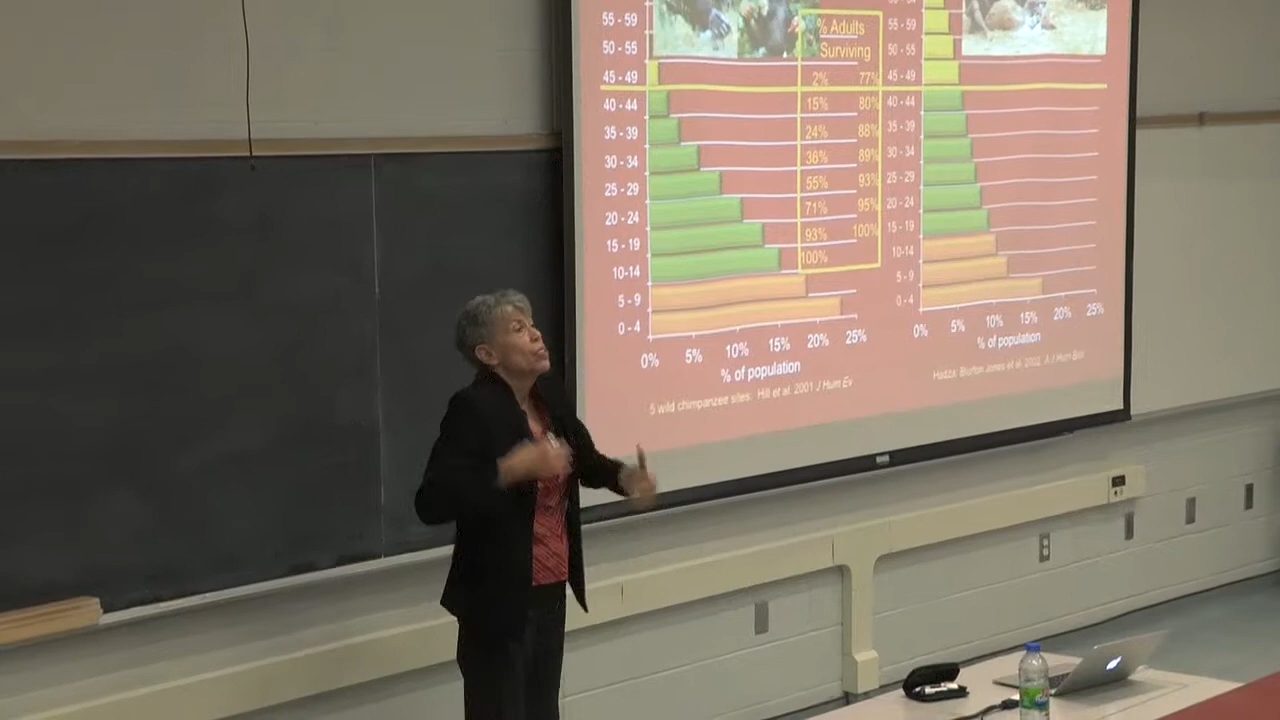 55 - 59
50 - 55
45 - 49
40 - 44
35 - 39
30 - 34
25 - 29
20 - 24
15 - 19
10-14
5 - 9
0 - 4
0% 5% 10% 15% 20% 25%
% of population
5 wild chimpanzee sites: Hill et al. 2001 J Hum Ev
% Adults
Surviving
2% 77%
15% 80%
24% 88%
36% 89%
55% 93%
71% 95%
93% 100%
100%
55 - 59
50 - 55
45 - 49
40 - 44
35 - 39
30 - 34
25 - 29
20 - 24
15 - 19
10-14
5 - 9
0 - 4
0% 5% 10% 15% 20% 25%
% of population
Hadza: Blurton Jones et al. 2002, A J Hum Biol